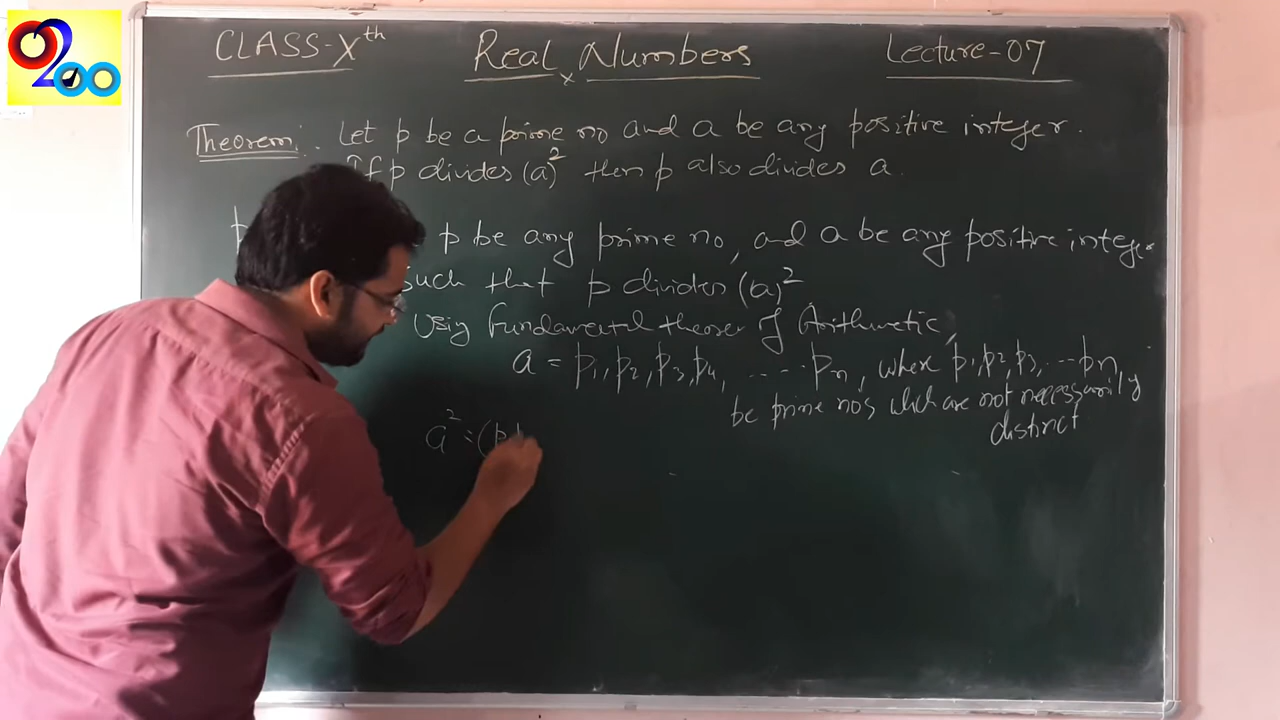 0200
CLASS-Xth Real Numbers Lecture-07
Theorem:. Let p be a prime no and a be any positive integer.
If p divides (a)² then p also divides a.
p be any prime no, and a be any positive integer
such that p divides (a)²
Using Fundamental theorem of Arithmetic,
a = p1, p2, p3, p4, ..... pn, where p1, p2, p3, ... pn
be prime nos which are not necessarily
distinct
a² = (p